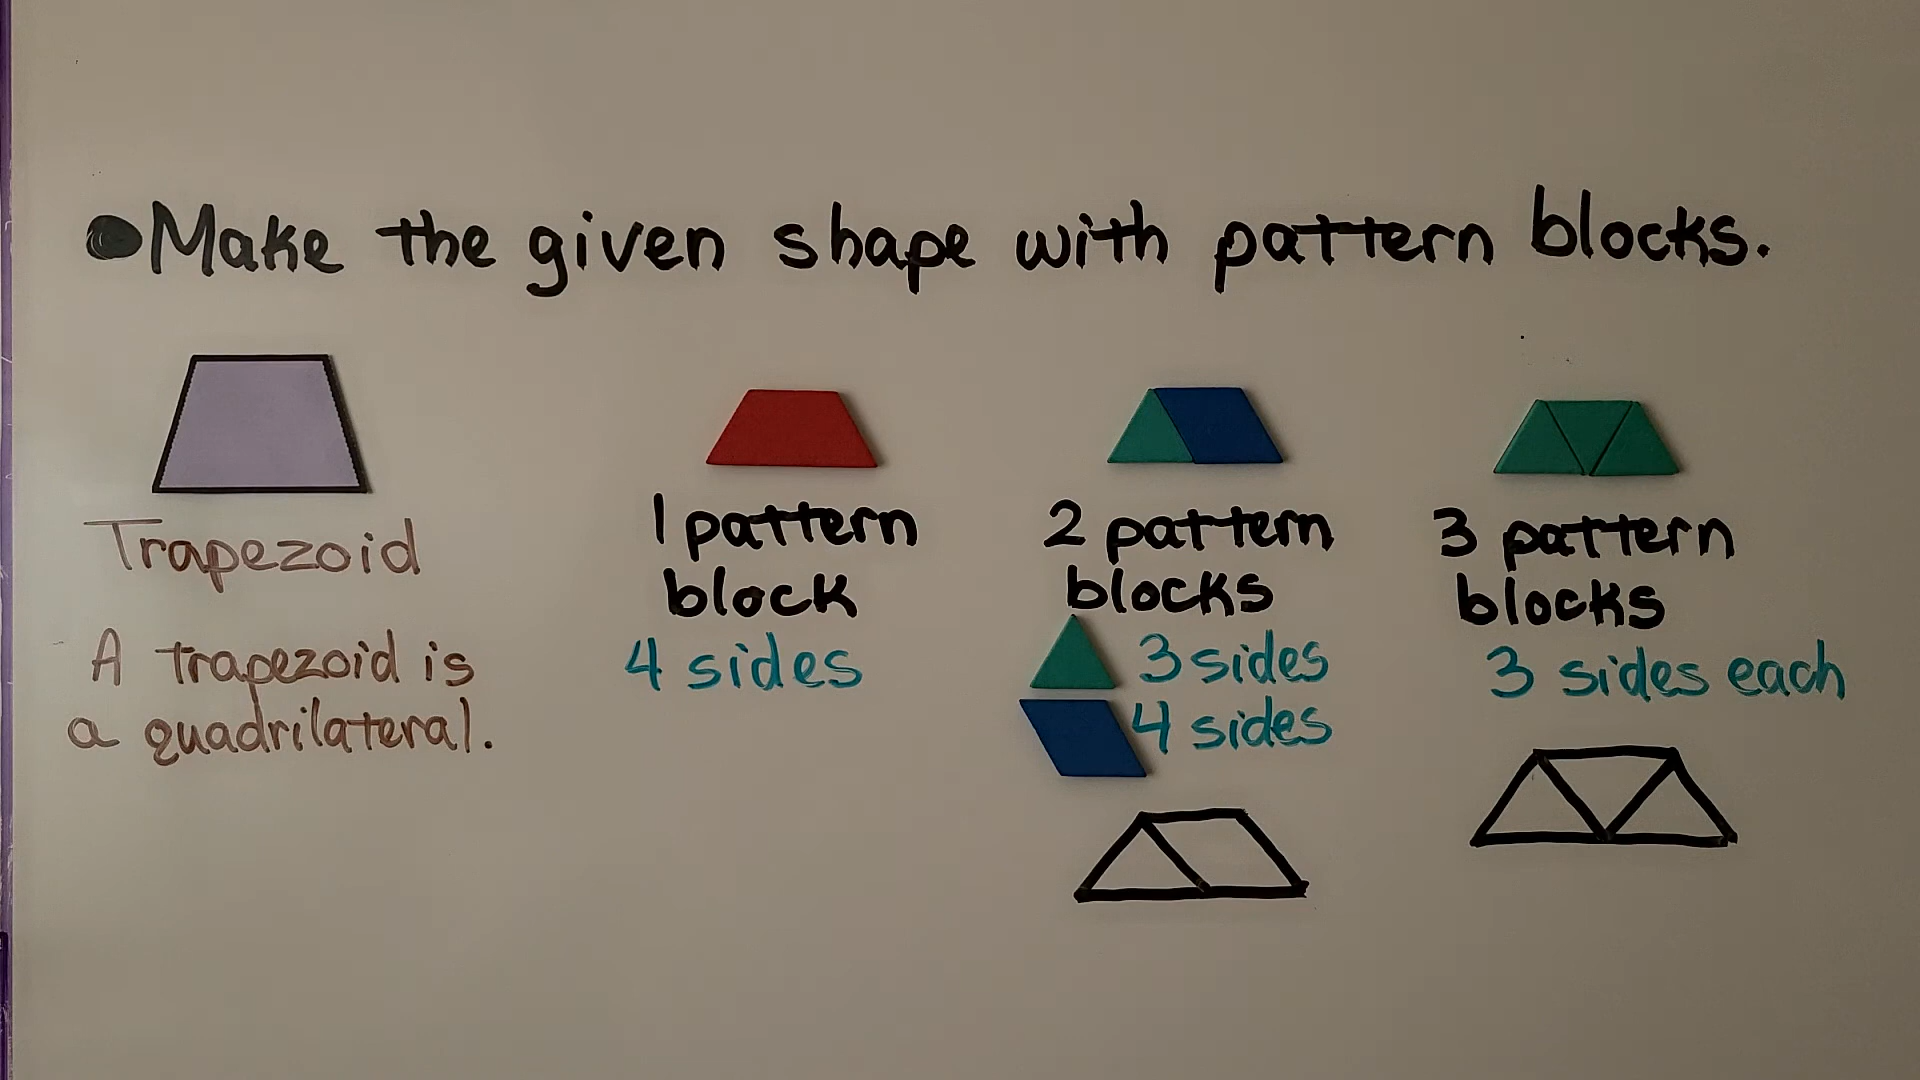 Make the given shape with pattern blocks.
Trapezoid
A trapezoid is
a quadrilateral.
1 pattern
block
4 sides
2 pattern
blocks
3 sides
4 sides
3 pattern
blocks
3 sides each